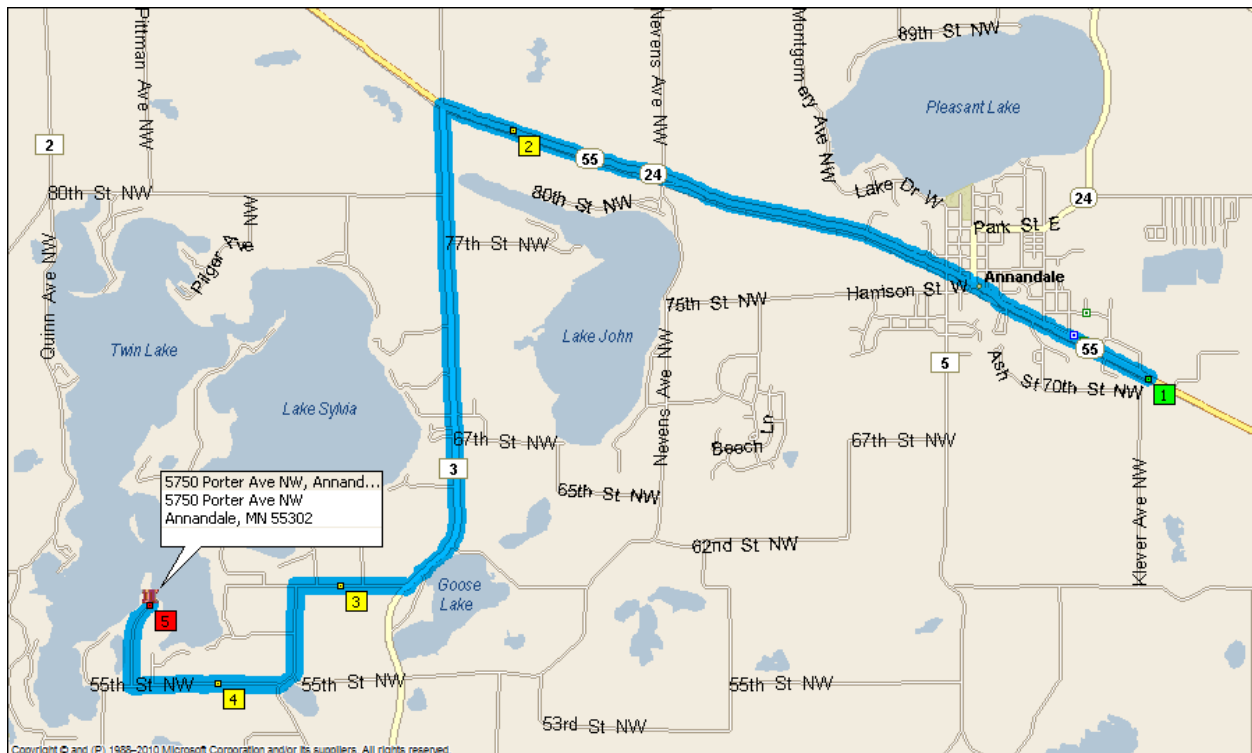 Pittman Ave NW
Nevens Ave NW
Montgomery Ave NW
89th St NW
Pleasant Lake
2
2
55
24
80th St NW
80th St NW
Lake Dr W
24
Park St E
77th St NW
Pilger Ave NW
Quinn Ave NW
Annandale
75th St NW
Harrison St W
Twin Lake
Lake John
55
5
Ash St
70th St NW
1
Lake Sylvia
Nevens Ave NW
Beech Ln
67th St NW
67th St NW
3
5750 Porter Ave NW, Annand...
5750 Porter Ave NW
Annandale, MN 55302
65th St NW
62nd St NW
Klever Ave NW
Goose
Lake
3
5
55th St NW
4
55th St NW
55th St NW
53rd St NW
Copyright © and (P) 1988–2010 Microsoft Corporation and/or its suppliers. All rights reserved.